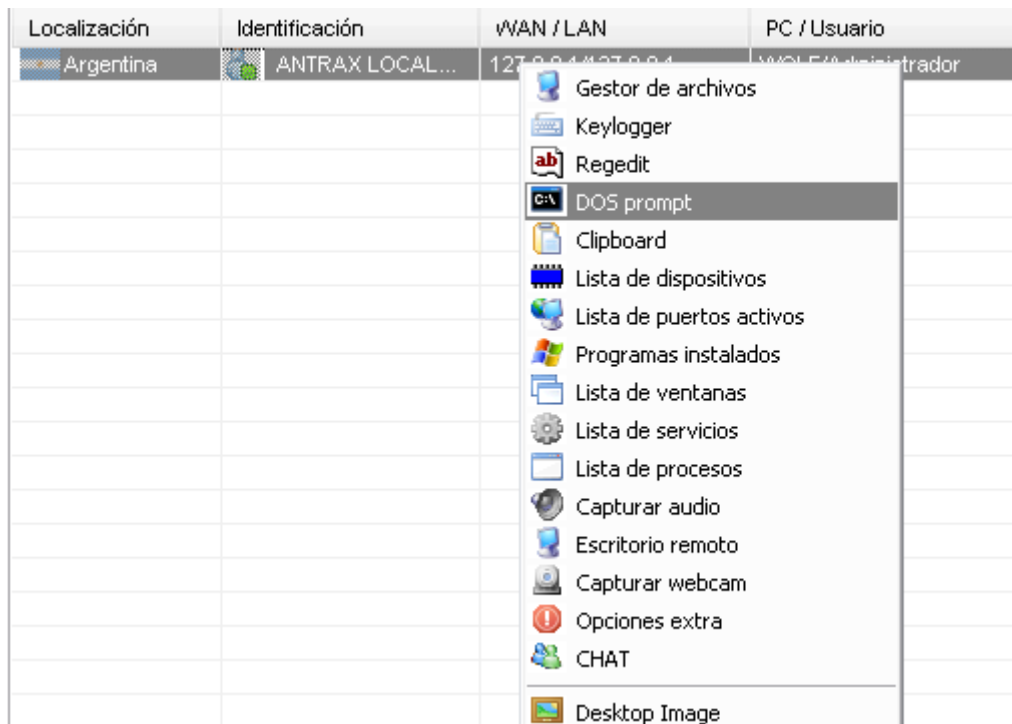 Localización Identificación WAN / LAN PC / Usuario
Argentina ANTRAX LOCAL...
Gestor de archivos
Keylogger
Regedit
DOS prompt
Clipboard
Lista de dispositivos
Lista de puertos activos
Programas instalados
Lista de ventanas
Lista de servicios
Lista de procesos
Capturar audio
Escritorio remoto
Capturar webcam
Opciones extra
CHAT
Desktop Image